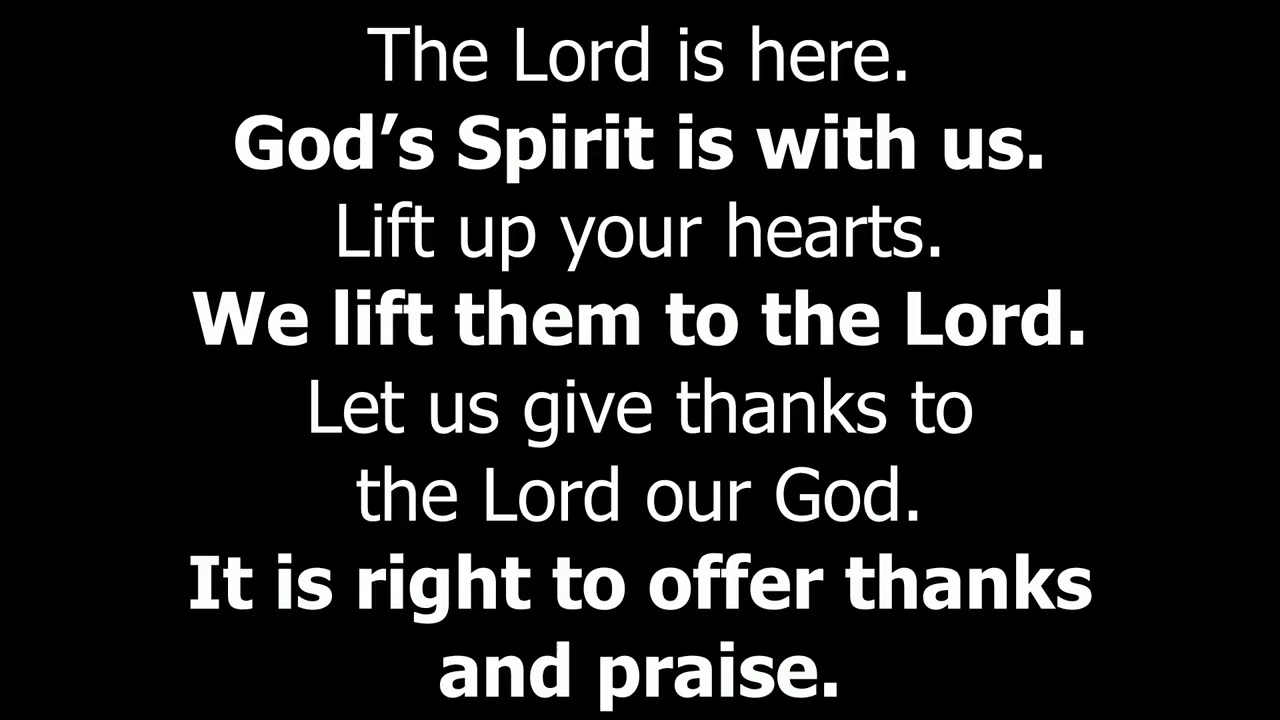 The Lord is here.
God’s Spirit is with us.
Lift up your hearts.
We lift them to the Lord.
Let us give thanks to
the Lord our God.
It is right to offer thanks
and praise.